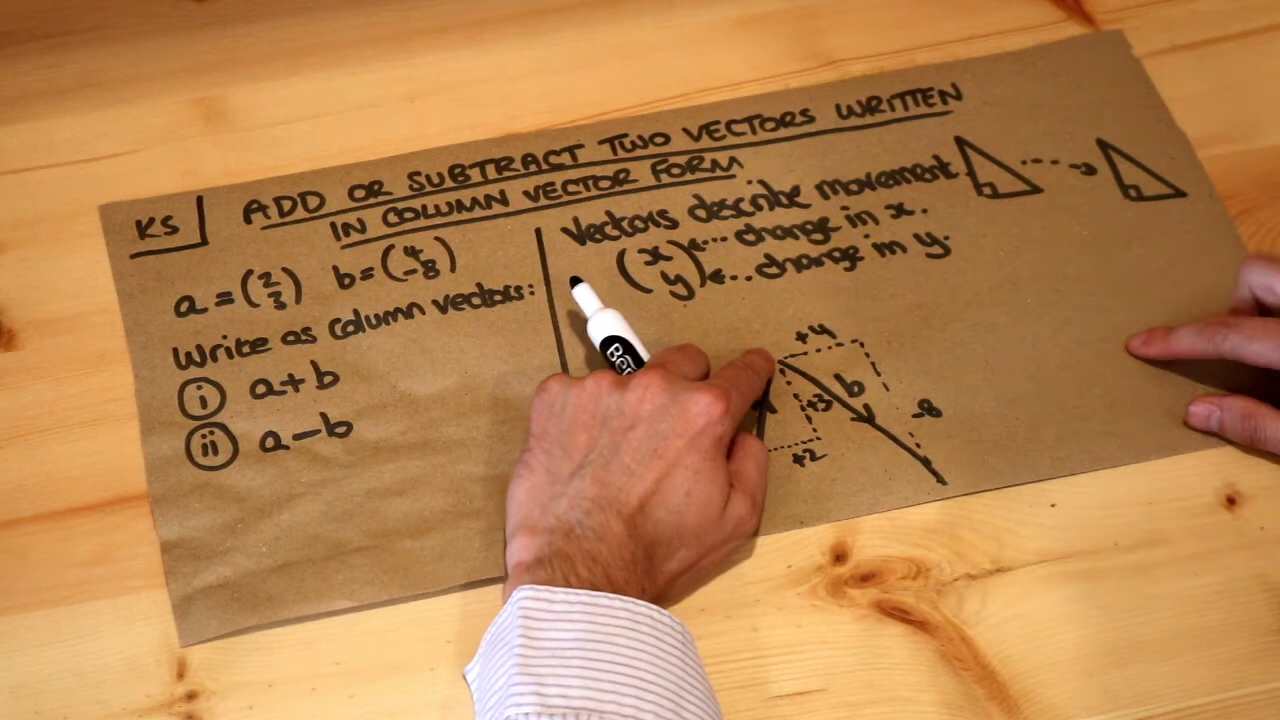 KS
ADD OR SUBTRACT TWO VECTORS WRITTEN
IN COLUMN VECTOR FORM
a = (2 3) b = (4 -8)
Write as column vectors:
i a+b
ii a-b
Vectors describe movement.
(x y) change in x.
change in y.
+4
b
+3
-8
+2